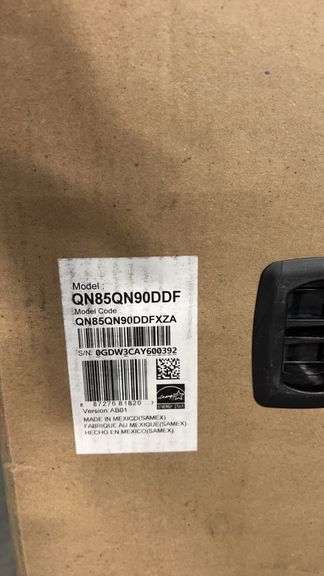 Model :
QN85QN90DDF
Model Code
QN85QN90DDFXZA
S/N: 0GDW3CAY600392
Version: AB01
MADE IN MEXICO(SAMEX)
FABRIQUE AU MEXIQUE(SAMEX)
HECHO EN MEXICO(SAMEX)